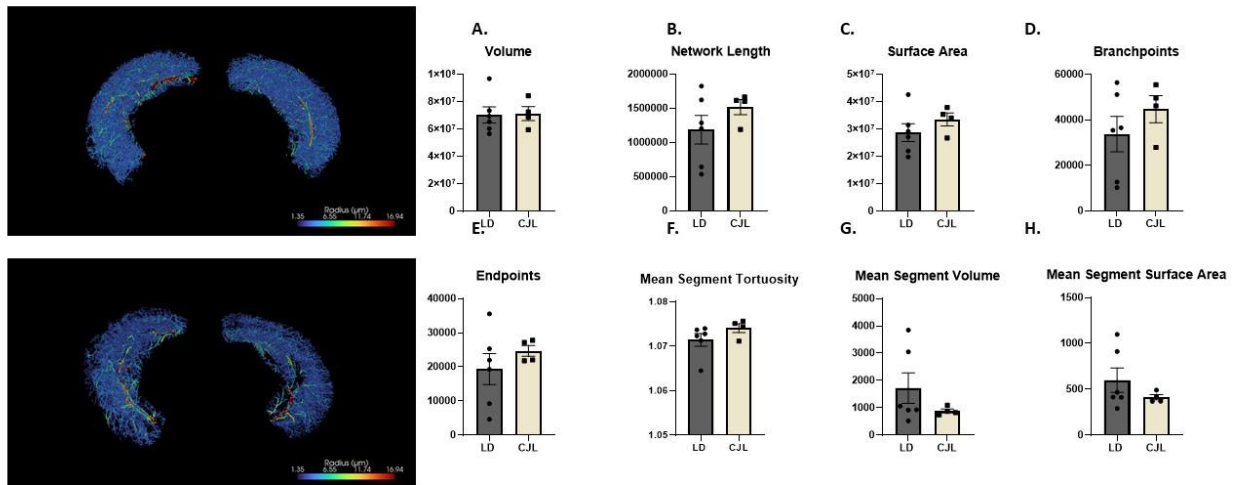 Radius (μm)
1.35 6.55 11.74 16.94
Radius (μm)
1.35 6.55 11.74 16.94
A.
Volume
1×10⁸
8×10⁷
6×10⁷
4×10⁷
2×10⁷
0
LD CJL
B.
Network Length
2000000
1500000
1000000
500000
0
LD CJL
C.
Surface Area
5×10⁷
4×10⁷
3×10⁷
2×10⁷
1×10⁷
0
LD CJL
D.
Branchpoints
60000
40000
20000
0
LD CJL
E.
Endpoints
40000
30000
20000
10000
0
LD CJL
F.
Mean Segment Tortuosity
1.08
1.07
1.06
1.05
LD CJL
G.
Mean Segment Volume
5000
4000
3000
2000
1000
0
LD CJL
H.
Mean Segment Surface Area
1500
1000
500
0
LD CJL